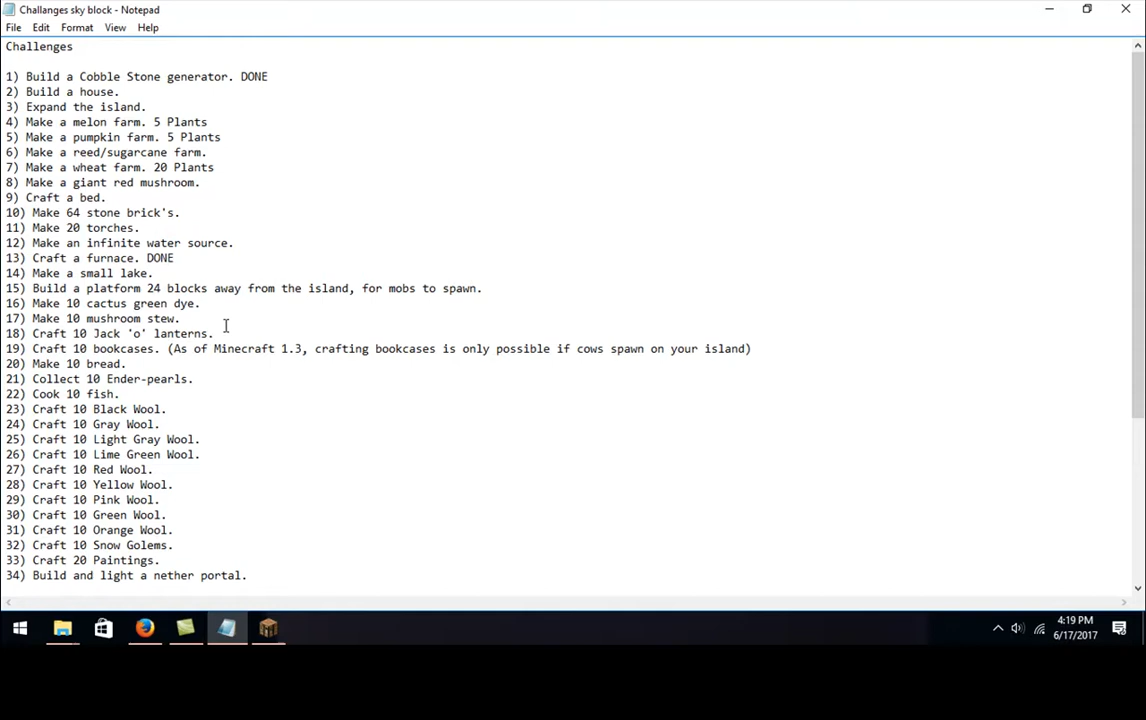 Challanges sky block - Notepad
File Edit Format View Help
Challenges
1) Build a Cobble Stone generator. DONE
2) Build a house.
3) Expand the island.
4) Make a melon farm. 5 Plants
5) Make a pumpkin farm. 5 Plants
6) Make a reed/sugarcane farm.
7) Make a wheat farm. 20 Plants
8) Make a giant red mushroom.
9) Craft a bed.
10) Make 64 stone brick's.
11) Make 20 torches.
12) Make an infinite water source.
13) Craft a furnace. DONE
14) Make a small lake.
15) Build a platform 24 blocks away from the island, for mobs to spawn.
16) Make 10 cactus green dye.
17) Make 10 mushroom stew.
18) Craft 10 Jack 'o' lanterns.
19) Craft 10 bookcases. (As of Minecraft 1.3, crafting bookcases is only possible if cows spawn on your island)
20) Make 10 bread.
21) Collect 10 Ender-pearls.
22) Cook 10 fish.
23) Craft 10 Black Wool.
24) Craft 10 Gray Wool.
25) Craft 10 Light Gray Wool.
26) Craft 10 Lime Green Wool.
27) Craft 10 Red Wool.
28) Craft 10 Yellow Wool.
29) Craft 10 Pink Wool.
30) Craft 10 Green Wool.
31) Craft 10 Orange Wool.
32) Craft 10 Snow Golems.
33) Craft 20 Paintings.
34) Build and light a nether portal.
4:19 PM
6/17/2017